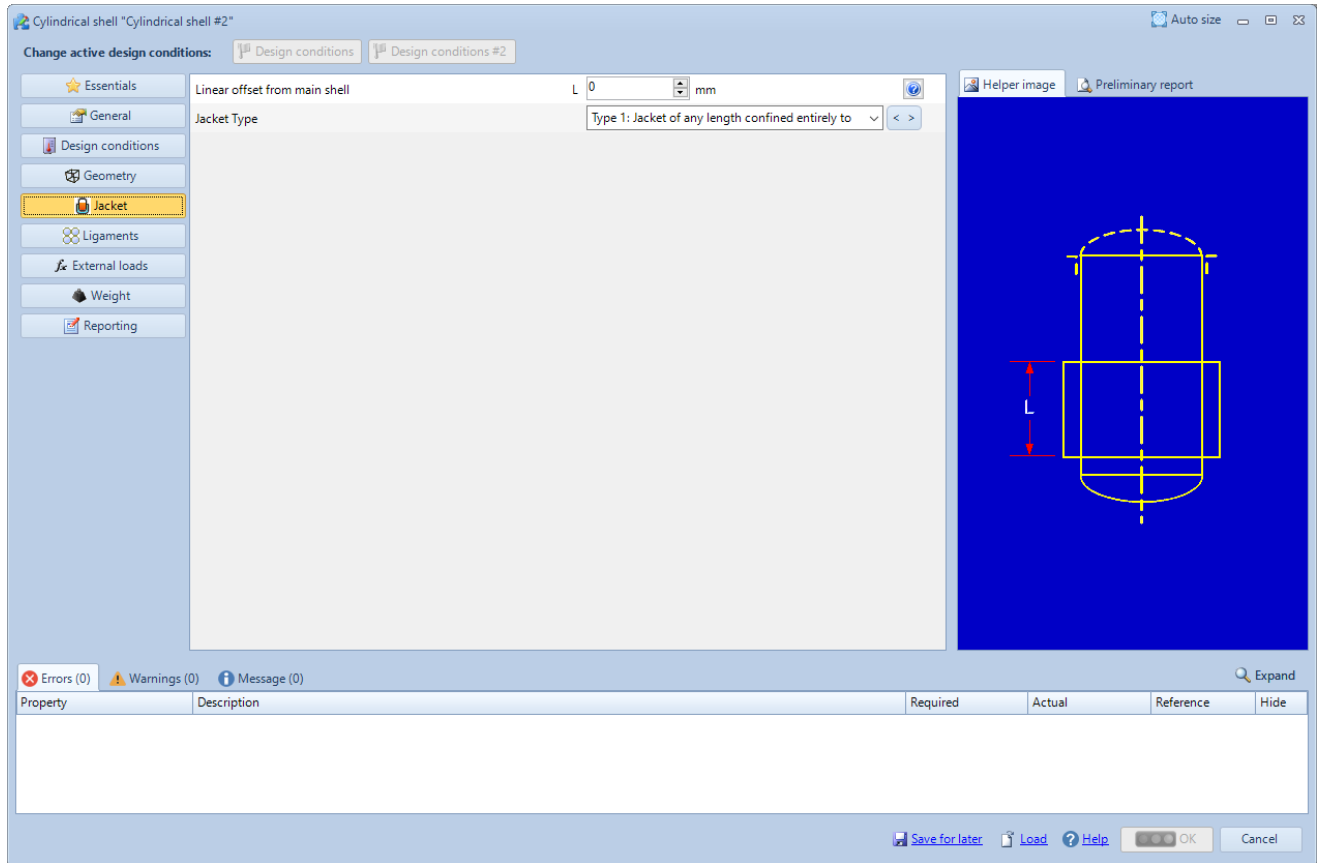 Cylindrical shell "Cylindrical shell #2"
Auto size
Change active design conditions:
Design conditions
Design conditions #2
Essentials
General
Design conditions
Geometry
Jacket
Ligaments
External loads
Weight
Reporting
Linear offset from main shell L 0 mm
Jacket Type Type 1: Jacket of any length confined entirely to < >
Helper image
Preliminary report
L
Errors (0) Warnings (0) Message (0) Expand
Property Description Required Actual Reference Hide
Save for later Load Help OK Cancel